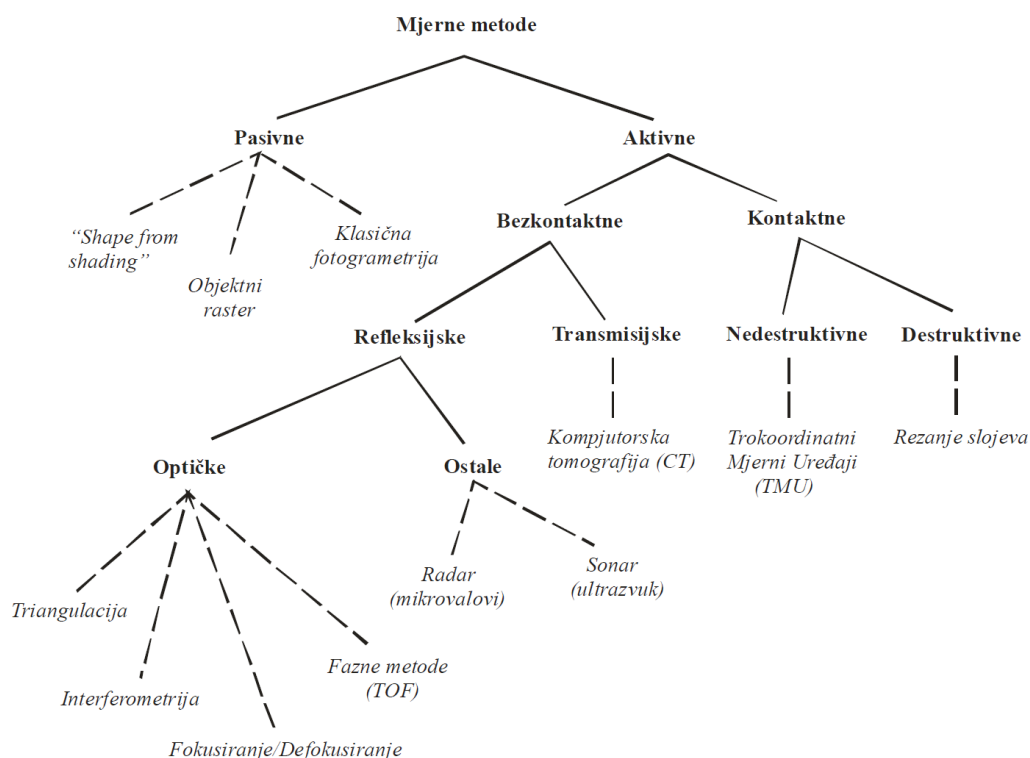 Mjerne metode
Pasivne
Aktivne
“Shape from
shading”
Objektni
raster
Klasična
fotogrametrija
Bezkontaktne
Kontaktne
Refleksijske
Transmisijske
Nedestruktivne
Destruktivne
Kompjutorska
tomografija (CT)
Trokoordinatni
Mjerni Uređaji
(TMU)
Rezanje slojeva
Optičke
Ostale
Radar
(mikrovalovi)
Sonar
(ultrazvuk)
Triangulacija
Interferometrija
Fokusiranje/Defokusiranje
Fazne metode
(TOF)